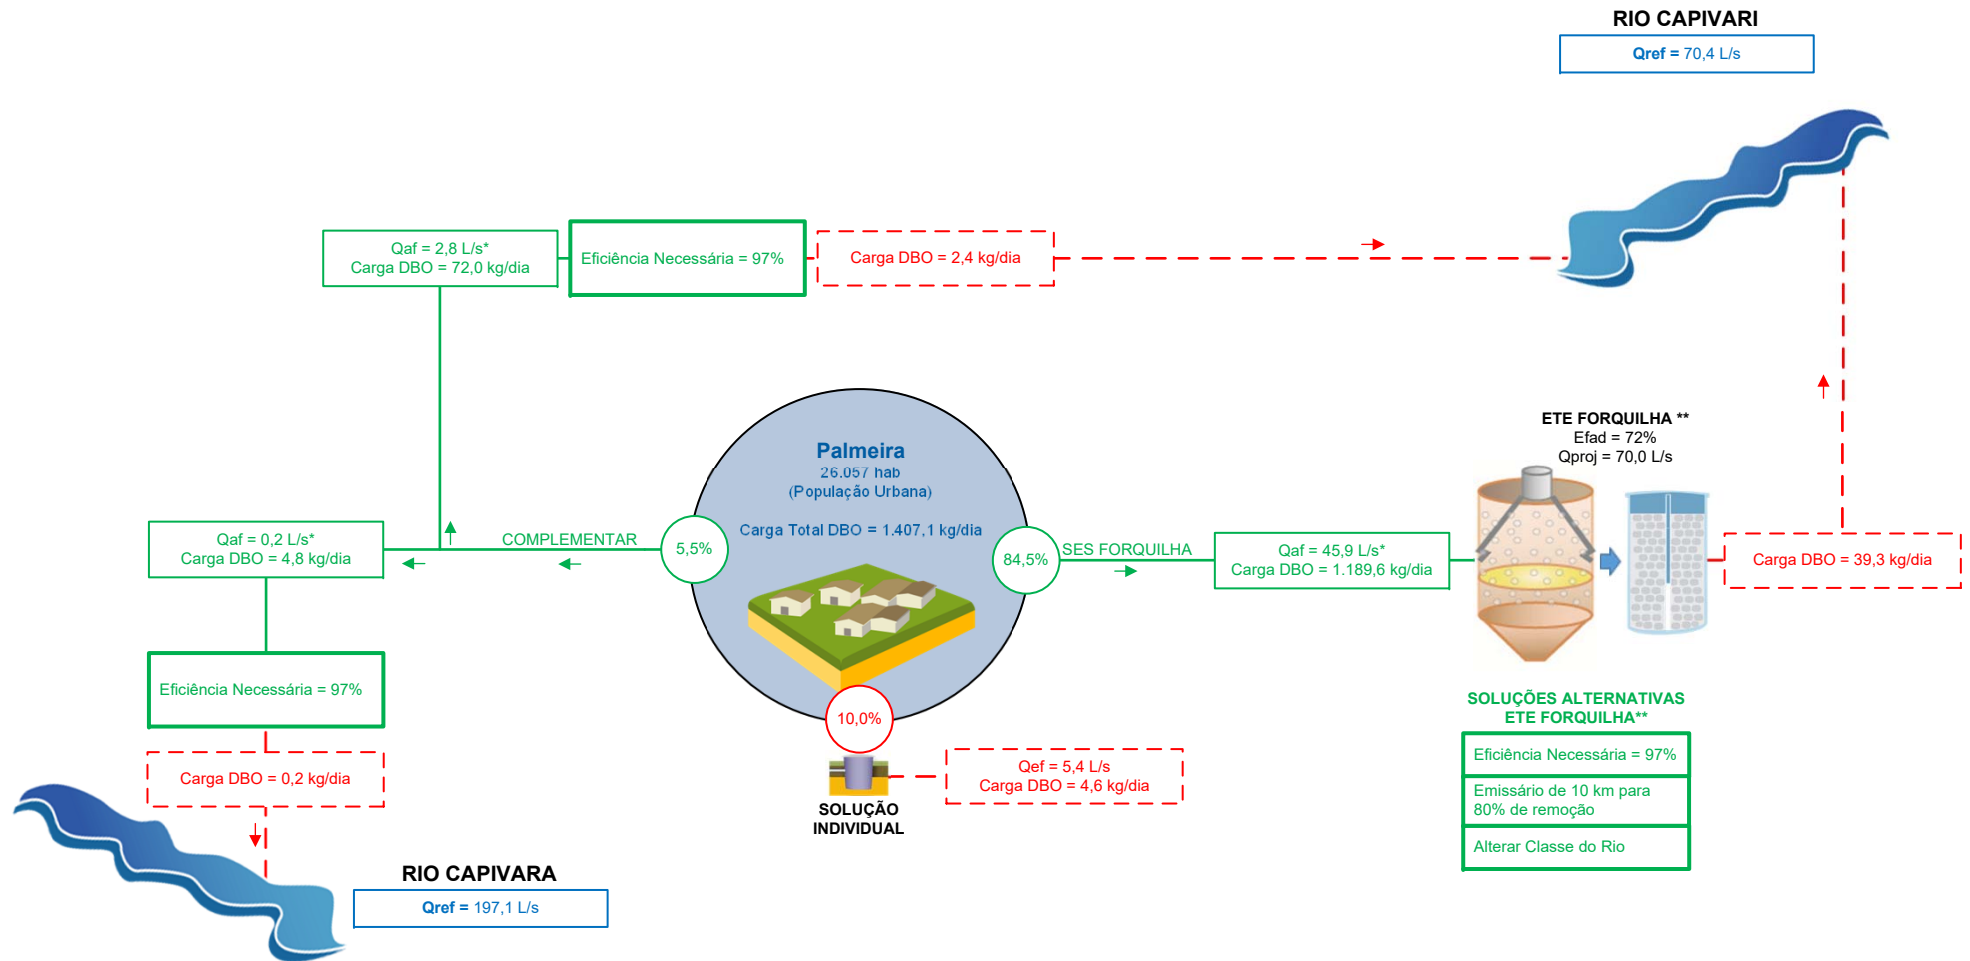 RIO CAPIVARI
Qref = 70,4 L/s
Qaf = 2,8 L/s*
Carga DBO = 72,0 kg/dia
Eficiência Necessária = 97%
Carga DBO = 2,4 kg/dia
Palmeira
26.057 hab
(População Urbana)
Carga Total DBO = 1.407,1 kg/dia
5,5%
COMPLEMENTAR
84,5%
SES FORQUILHA
10,0%
Qaf = 0,2 L/s*
Carga DBO = 4,8 kg/dia
Eficiência Necessária = 97%
Carga DBO = 0,2 kg/dia
RIO CAPIVARA
Qref = 197,1 L/s
SOLUÇÃO
INDIVIDUAL
Qef = 5,4 L/s
Carga DBO = 4,6 kg/dia
Qaf = 45,9 L/s*
Carga DBO = 1.189,6 kg/dia
ETE FORQUILHA **
Efad = 72%
Qproj = 70,0 L/s
Carga DBO = 39,3 kg/dia
SOLUÇÕES ALTERNATIVAS
ETE FORQUILHA**
Eficiência Necessária = 97%
Emissário de 10 km para
80% de remoção
Alterar Classe do Rio